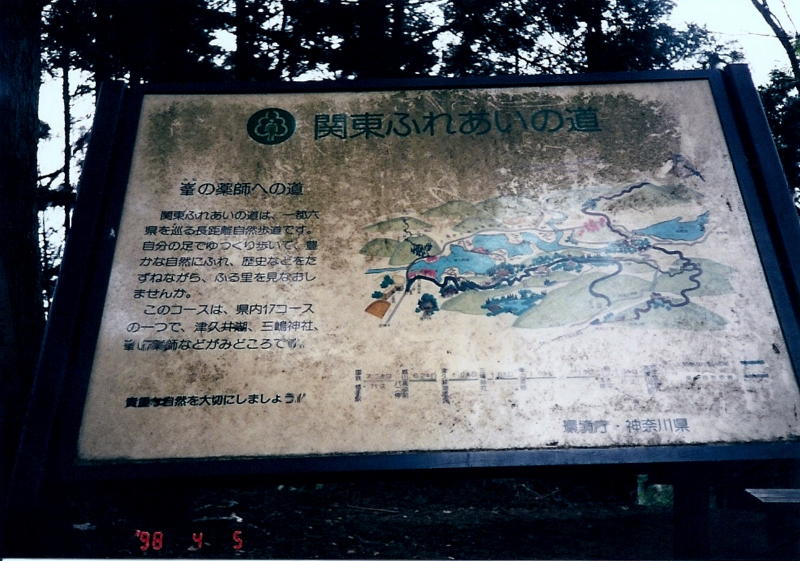 関東ふれあいの道
峯の薬師への道
関東ふれあいの道は、一都六
県を巡る長距離自然歩道です。
自分の足でゆっくり歩いて、豊
かな自然にふれ、歴史などをた
ずねながら、ふる里を見なおし
ませんか。
このコースは、県内17コース
の一つで、津久井湖、三嶋神社、
峯の薬師などがみどころです。
貴重な自然を大切にしましょう!!
環境庁・神奈川県
'98 4 5